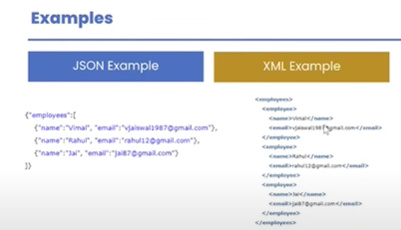 Examples
JSON Example
{"employees":[
{"name":"Vimal", "email":"vjaiswal1987@gmail.com"},
{"name":"Rahul", "email":"rahul12@gmail.com"},
{"name":"Jai", "email":"jai87@gmail.com"}
]}
XML Example
<employees>
<employee>
<name>Vimal</name>
<email>vjaiswal1987@gmail.com</email>
</employee>
<employee>
<name>Rahul</name>
<email>rahul12@gmail.com</email>
</employee>
<employee>
<name>Jai</name>
<email>jai87@gmail.com</email>
</employee>
</employees>